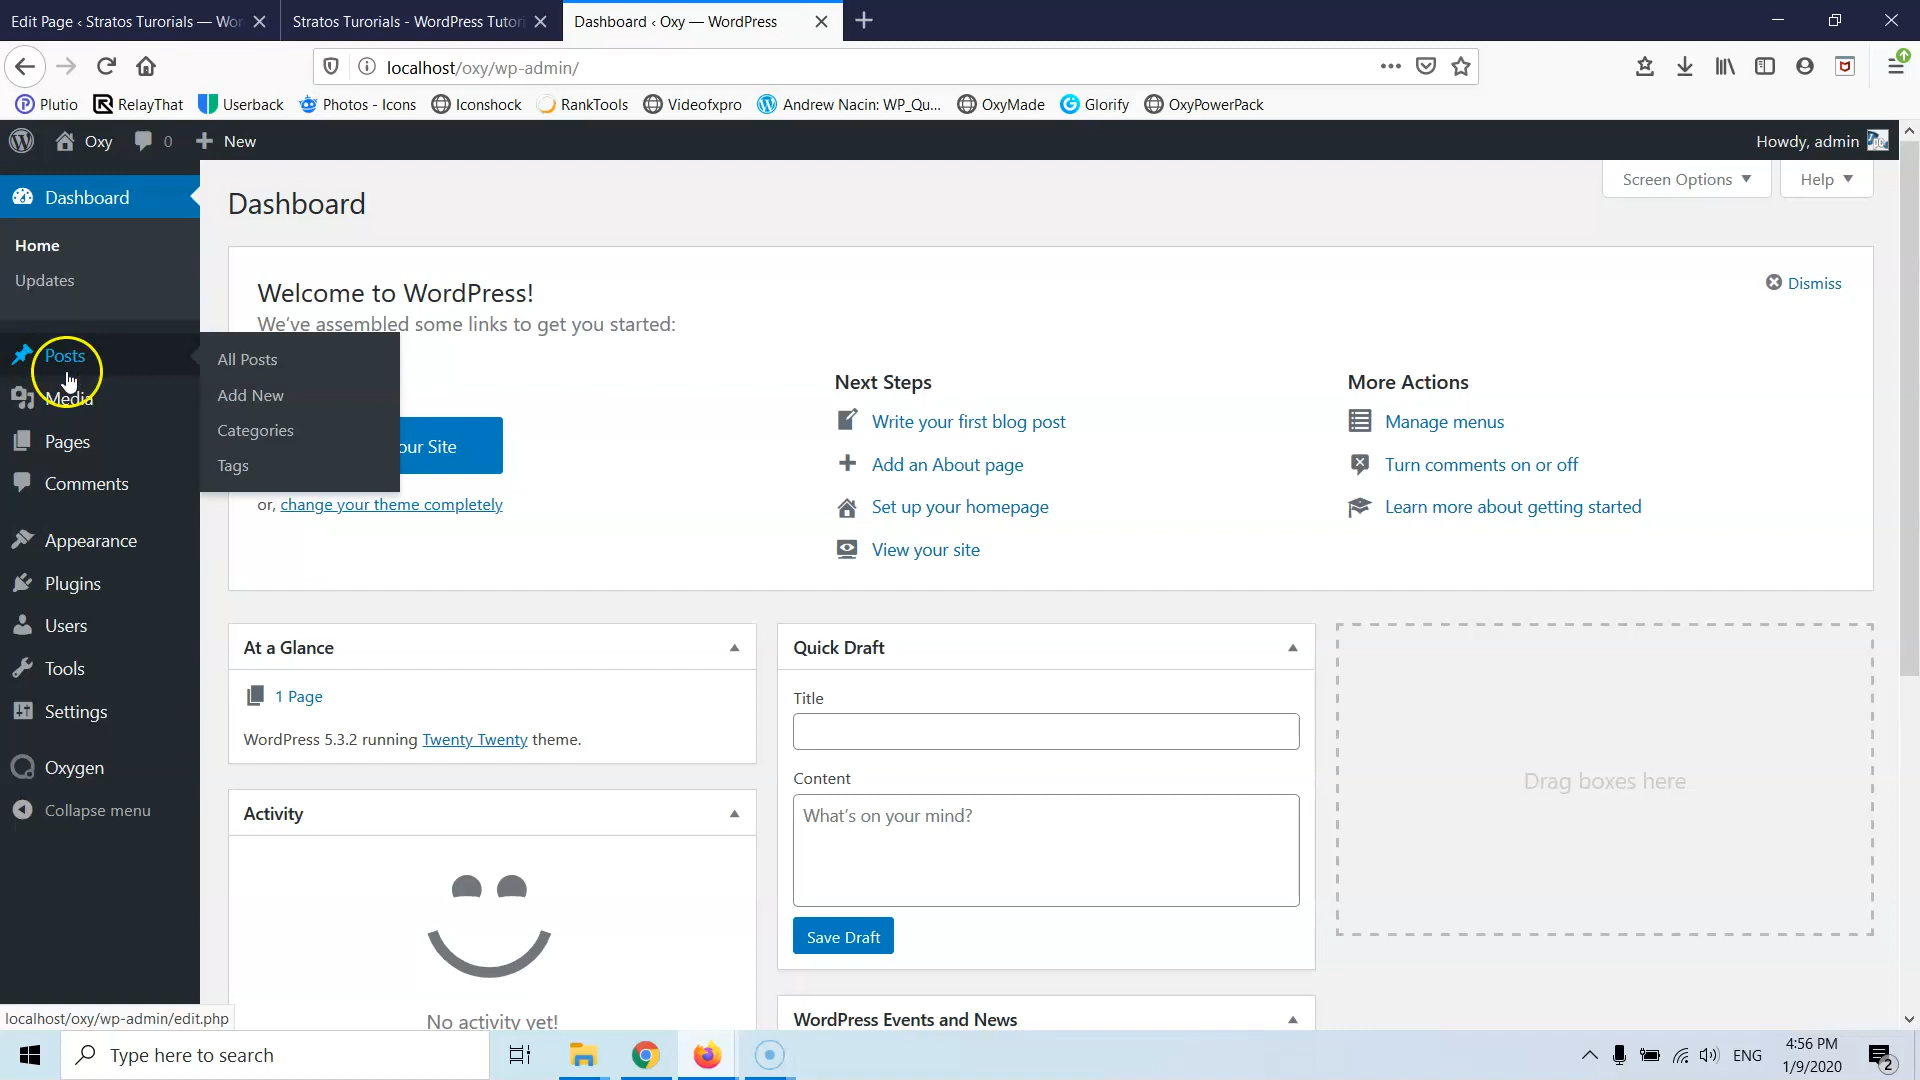 Edit Page ‹ Stratos Turorials — Wor
Stratos Turorials - WordPress Tutori
Dashboard ‹ Oxy — WordPress
localhost/oxy/wp-admin/
Plutio
RelayThat
Userback
Photos - Icons
Iconshock
RankTools
Videofxpro
Andrew Nacin: WP_Qu...
OxyMade
Glorify
OxyPowerPack
Oxy
0
New
Howdy, admin
Dashboard
Home
Updates
Posts
Media
Pages
Comments
Appearance
Plugins
Users
Tools
Settings
Oxygen
Collapse menu
All Posts
Add New
Categories
Tags
Dashboard
Screen Options
Help
Welcome to WordPress!
We've assembled some links to get you started:
Dismiss
our Site
or, change your theme completely
Next Steps
Write your first blog post
Add an About page
Set up your homepage
View your site
More Actions
Manage menus
Turn comments on or off
Learn more about getting started
At a Glance
1 Page
WordPress 5.3.2 running Twenty Twenty theme.
Activity
No activity yet!
Quick Draft
Title
Content
What's on your mind?
Save Draft
WordPress Events and News
Drag boxes here
localhost/oxy/wp-admin/edit.php
Type here to search
ENG
4:56 PM
1/9/2020
2